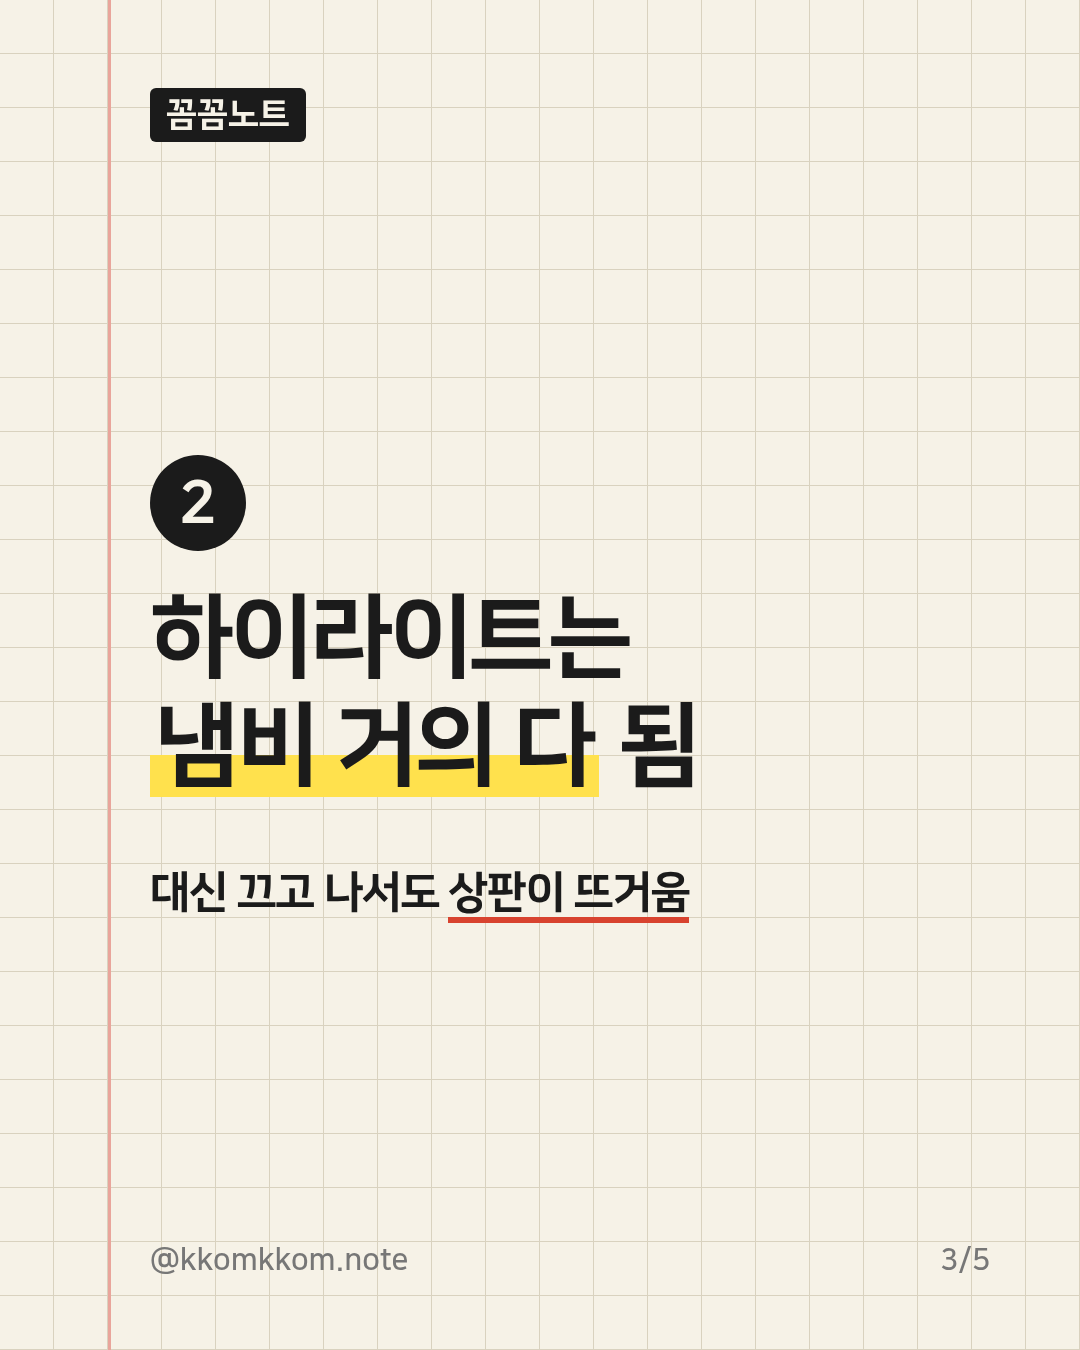 꼼꼼노트
2
하이라이트는
냄비 거의 다 됨
대신 끄고 나서도 상판이 뜨거움
@kkomkkom.note
3/5